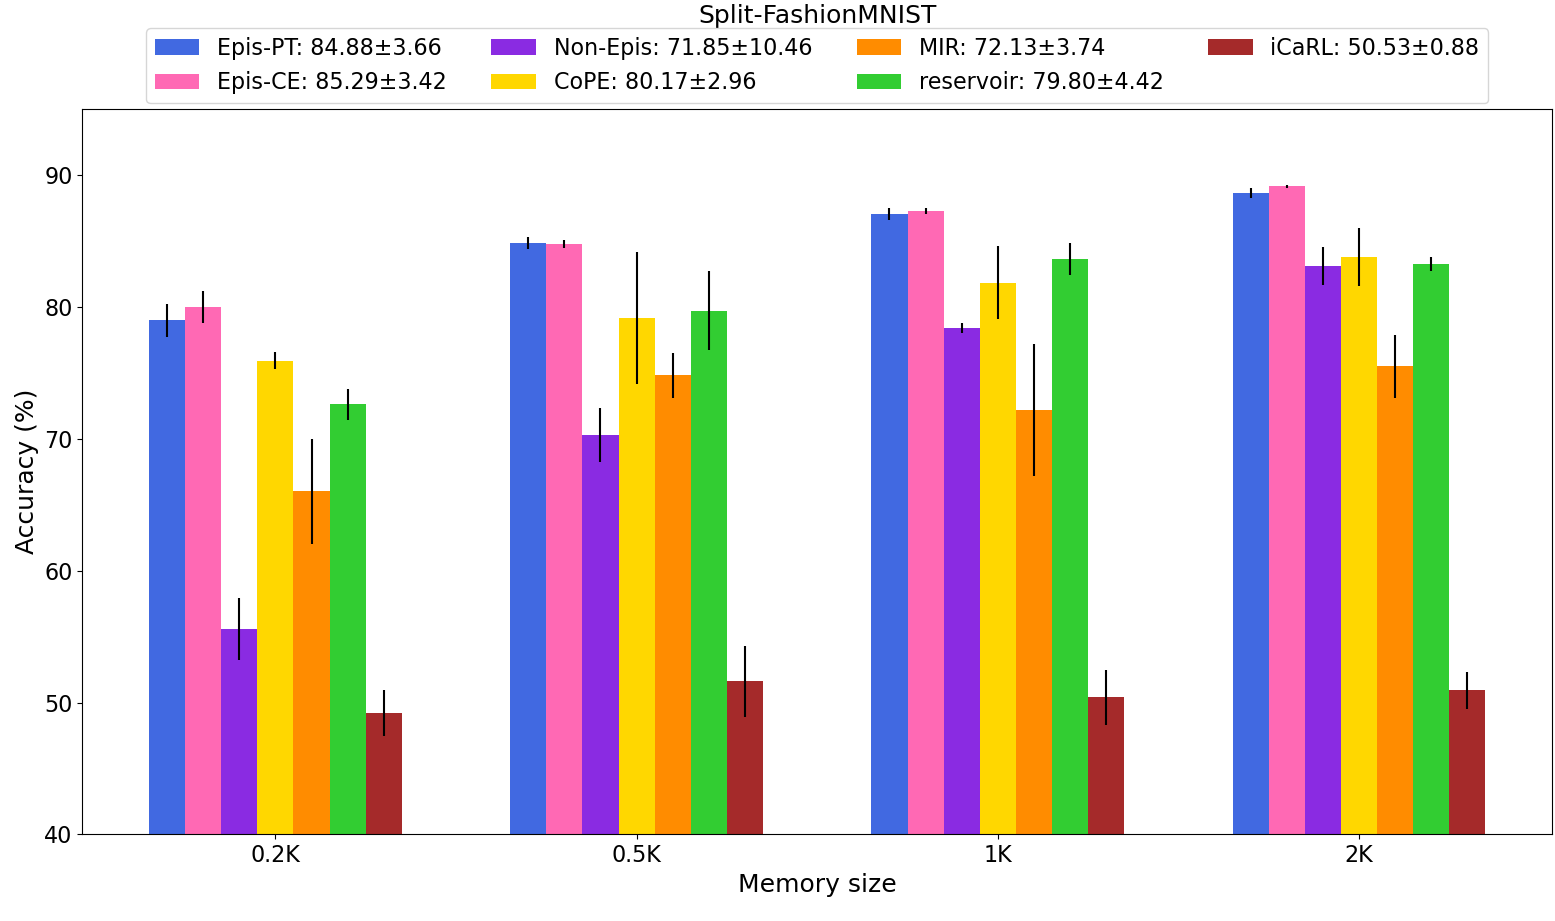 Split-FashionMNIST
Epis-PT: 84.88±3.66 Non-Epis: 71.85±10.46 MIR: 72.13±3.74 iCaRL: 50.53±0.88
Epis-CE: 85.29±3.42 CoPE: 80.17±2.96 reservoir: 79.80±4.42
Accuracy (%)
90
80
70
60
50
40
0.2K 0.5K 1K 2K
Memory size